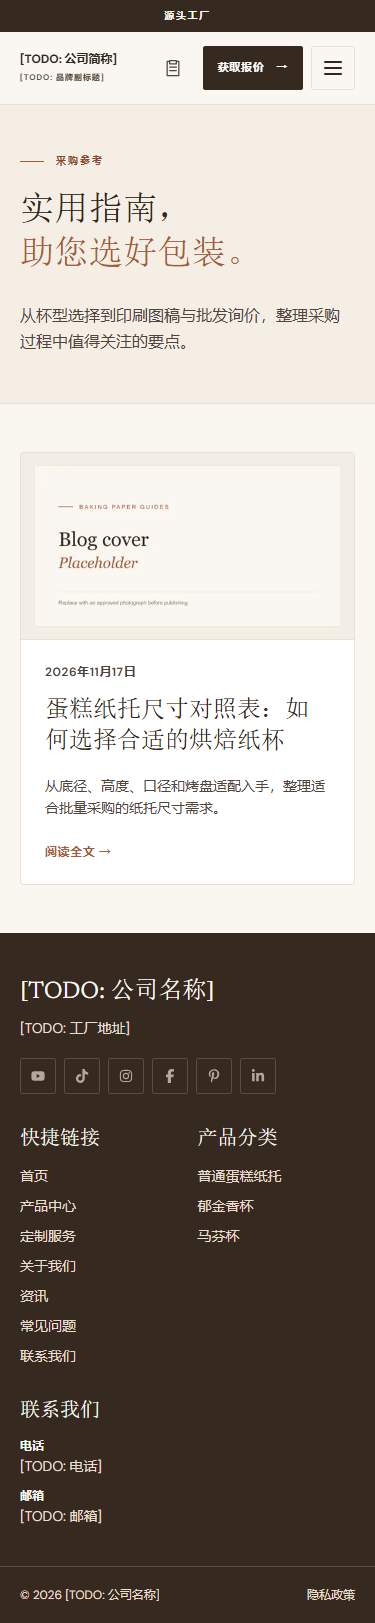 源头工厂
[TODO: 公司简称]
[TODO: 品牌副标题]
获取报价 →
采购参考
实用指南，
助您选好包装。
从杯型选择到印刷图稿与批发询价，整理采购
过程中值得关注的要点。
BAKING PAPER GUIDES
Blog cover
Placeholder
Replace with an approved photograph before publishing
2026年11月17日
蛋糕纸托尺寸对照表：如
何选择合适的烘焙纸杯
从底径、高度、口径和烤盘适配入手，整理适
合批量采购的纸托尺寸需求。
阅读全文 →
[TODO: 公司名称]
[TODO: 工厂地址]
快捷链接
首页
产品中心
定制服务
关于我们
资讯
常见问题
联系我们
产品分类
普通蛋糕纸托
郁金香杯
马芬杯
联系我们
电话
[TODO: 电话]
邮箱
[TODO: 邮箱]
© 2026 [TODO: 公司名称]
隐私政策